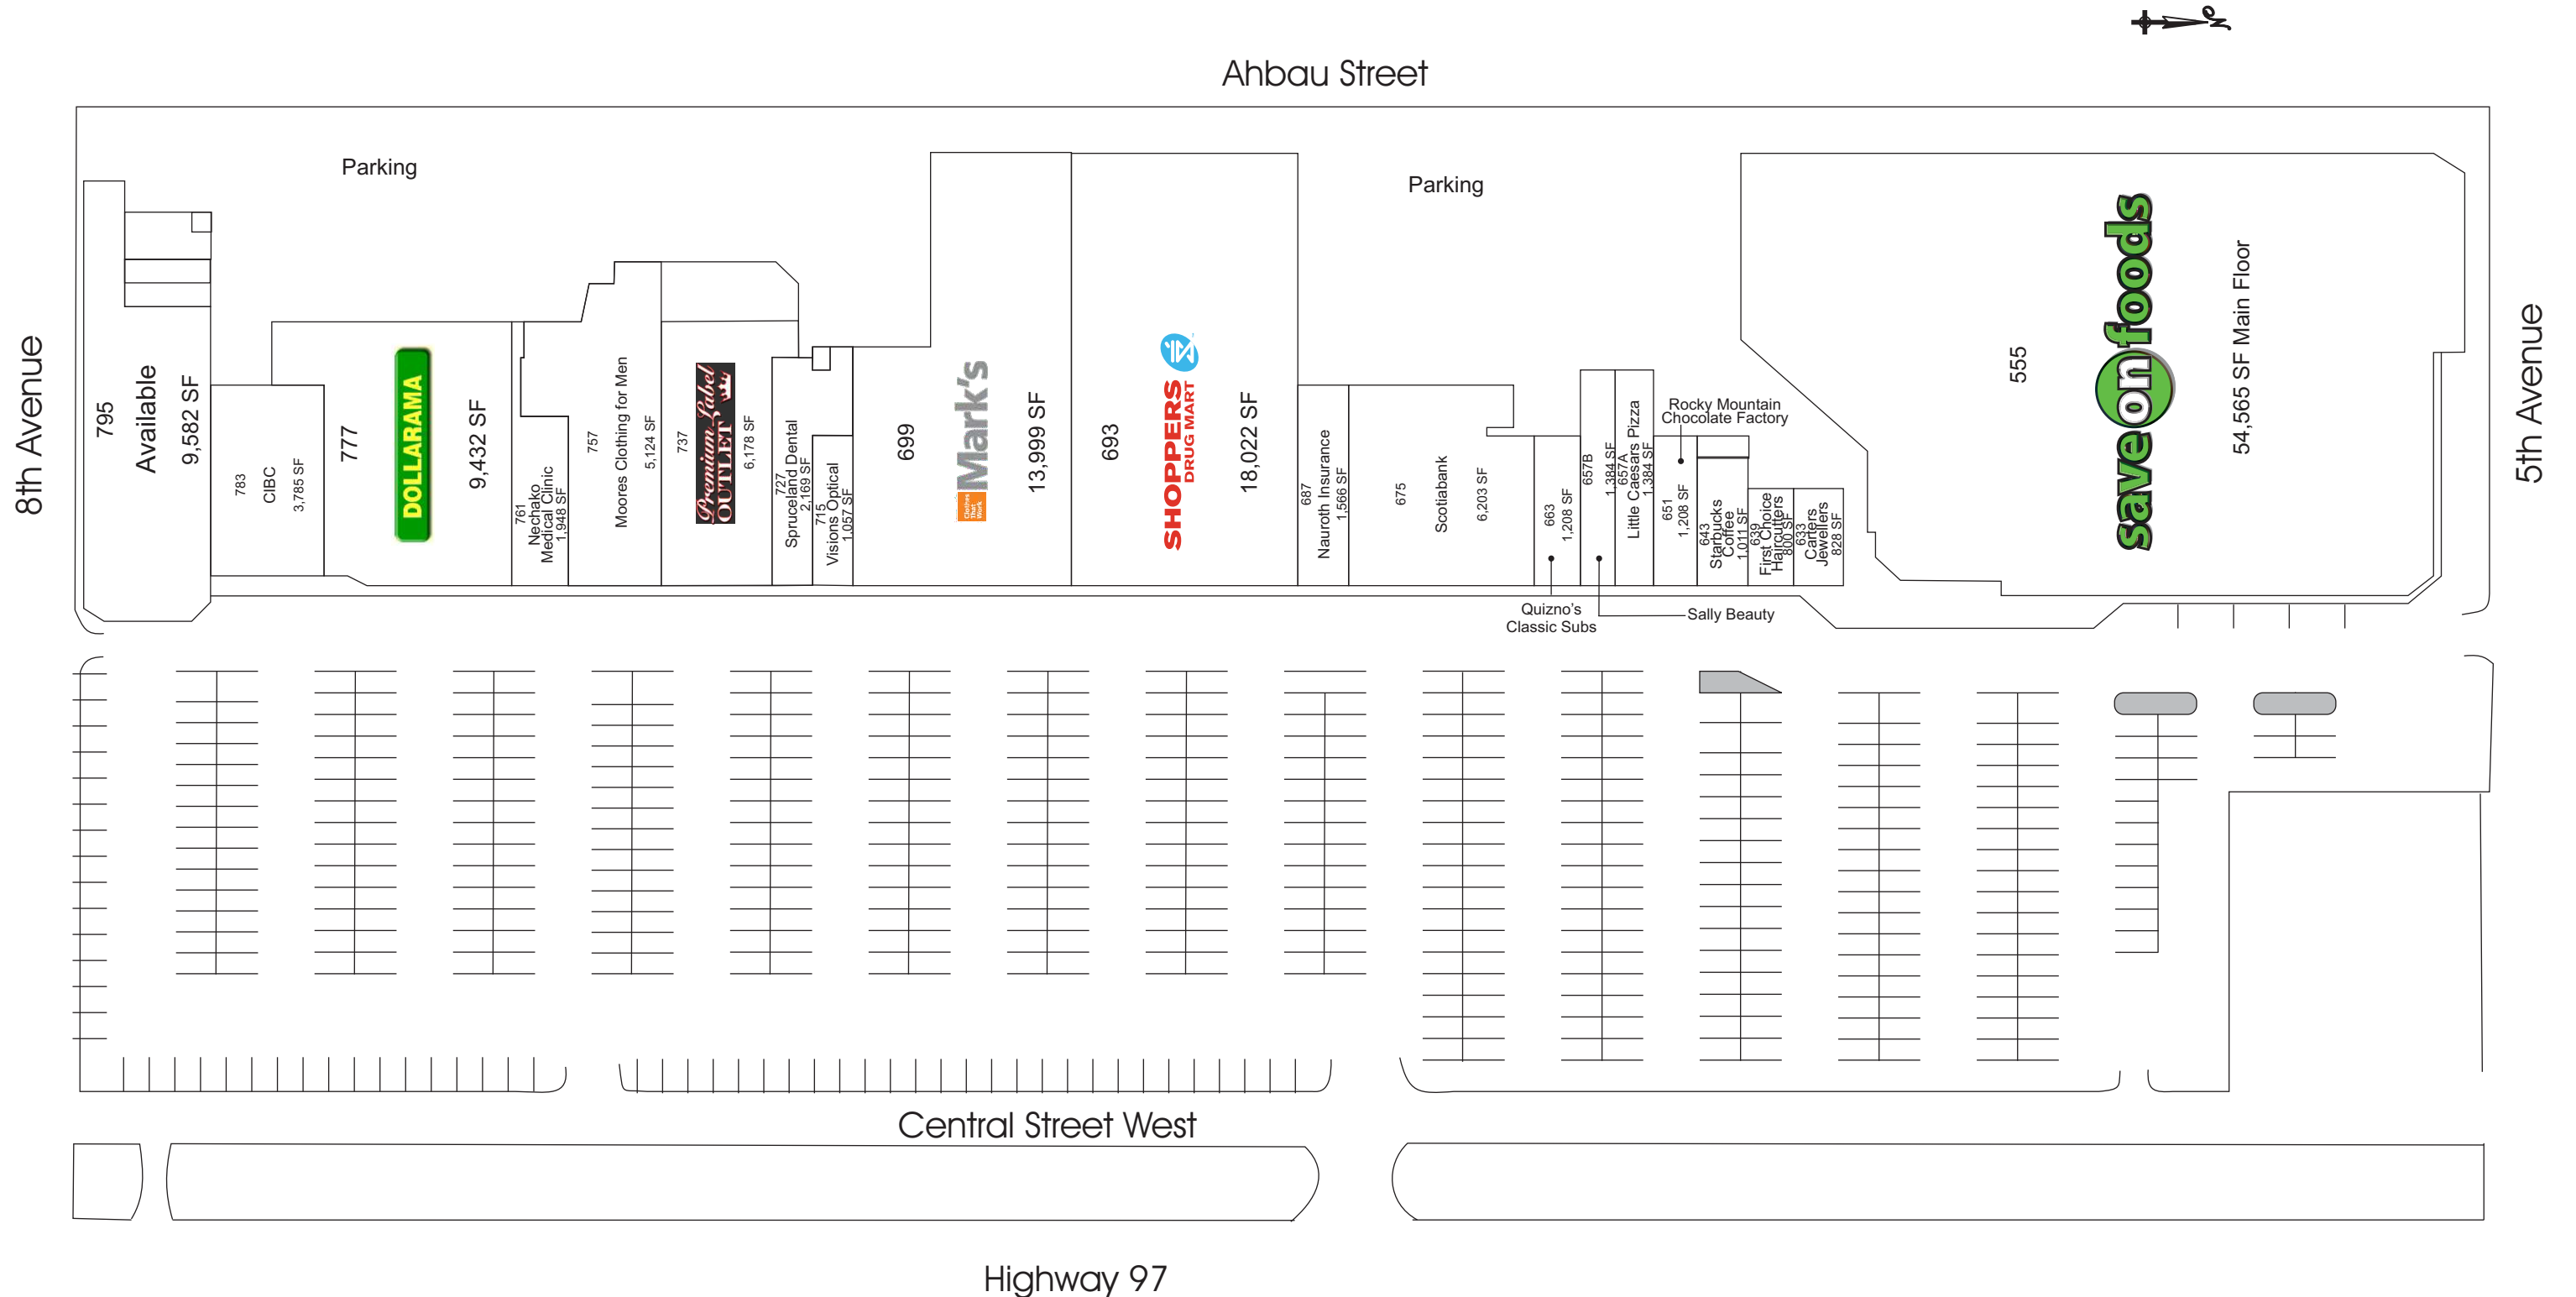 Ahbau Street
8th Avenue
5th Avenue
Parking
Parking
795
Available
9,582 SF
783
CIBC
3,785 SF
777
DOLLARAMA
9,432 SF
761
Nechako
Medical Clinic
1,948 SF
757
Moores Clothing for Men
5,124 SF
737
Premium Label
OUTLET
6,178 SF
727
Spruceland Dental
2,169 SF
715
Visions Optical
1,057 SF
699
Clothes
That
Work
Mark's
13,999 SF
693
SHOPPERS
DRUG MART
18,022 SF
687
Nauroth Insurance
1,566 SF
675
Scotiabank
6,203 SF
663
1,208 SF
Quizno's
Classic Subs
657B
1,384 SF
Sally Beauty
657A
Little Caesars Pizza
1,384 SF
Rocky Mountain
Chocolate Factory
651
1,208 SF
643
Starbucks
Coffee
1,011 SF
639
First Choice
Haircutters
800 SF
633
Carters
Jewellers
828 SF
555
save on foods
54,565 SF Main Floor
Central Street West
Highway 97